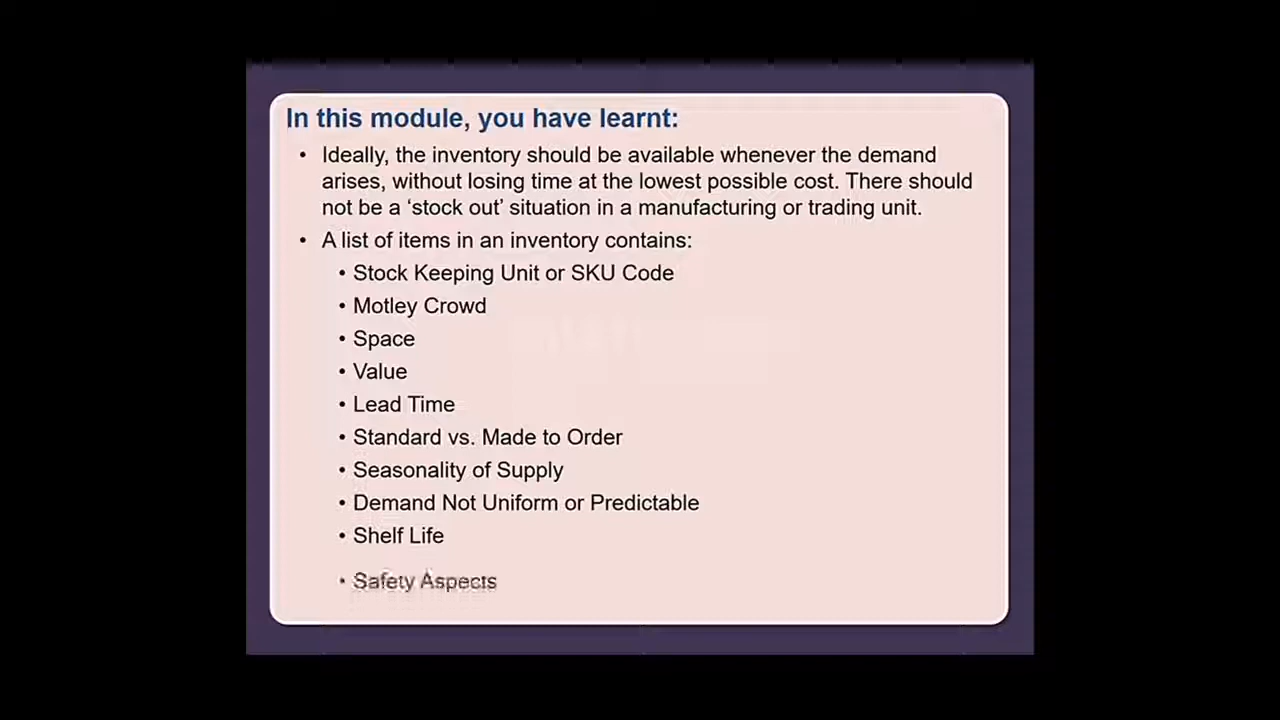 In this module, you have learnt:
• Ideally, the inventory should be available whenever the demand
arises, without losing time at the lowest possible cost. There should
not be a ‘stock out’ situation in a manufacturing or trading unit.
• A list of items in an inventory contains:
• Stock Keeping Unit or SKU Code
• Motley Crowd
• Space
• Value
• Lead Time
• Standard vs. Made to Order
• Seasonality of Supply
• Demand Not Uniform or Predictable
• Shelf Life
• Safety Aspects